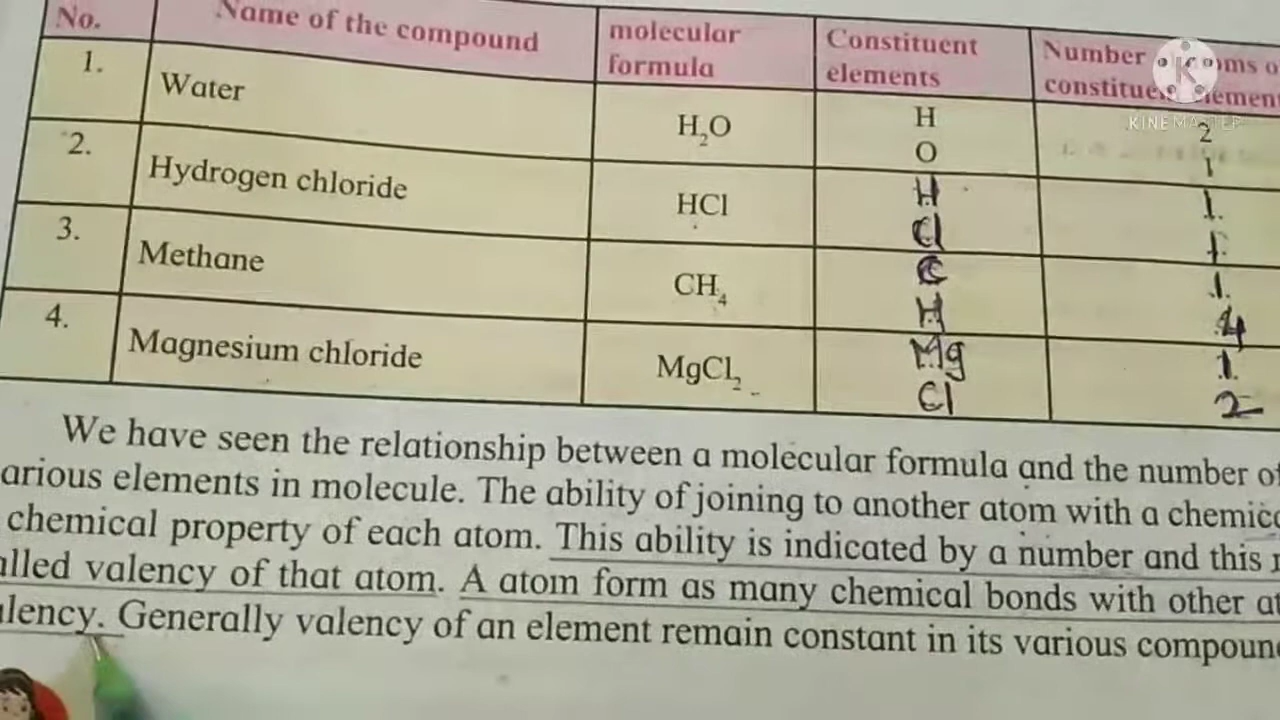 No. Name of the compound molecular formula Constituent elements Number constituent
KINEMASTER
1. Water H₂O H 2
O 1
2. Hydrogen chloride HCl H 1.
Cl 1.
3. Methane CH₄ C 1.
H 4
4. Magnesium chloride MgCl₂ Mg 1.
Cl 2
We have seen the relationship between a molecular formula and the number of
arious elements in molecule. The ability of joining to another atom with a chemic
chemical property of each atom. This ability is indicated by a number and this
alled valency of that atom. A atom form as many chemical bonds with other at
lency. Generally valency of an element remain constant in its various compoun